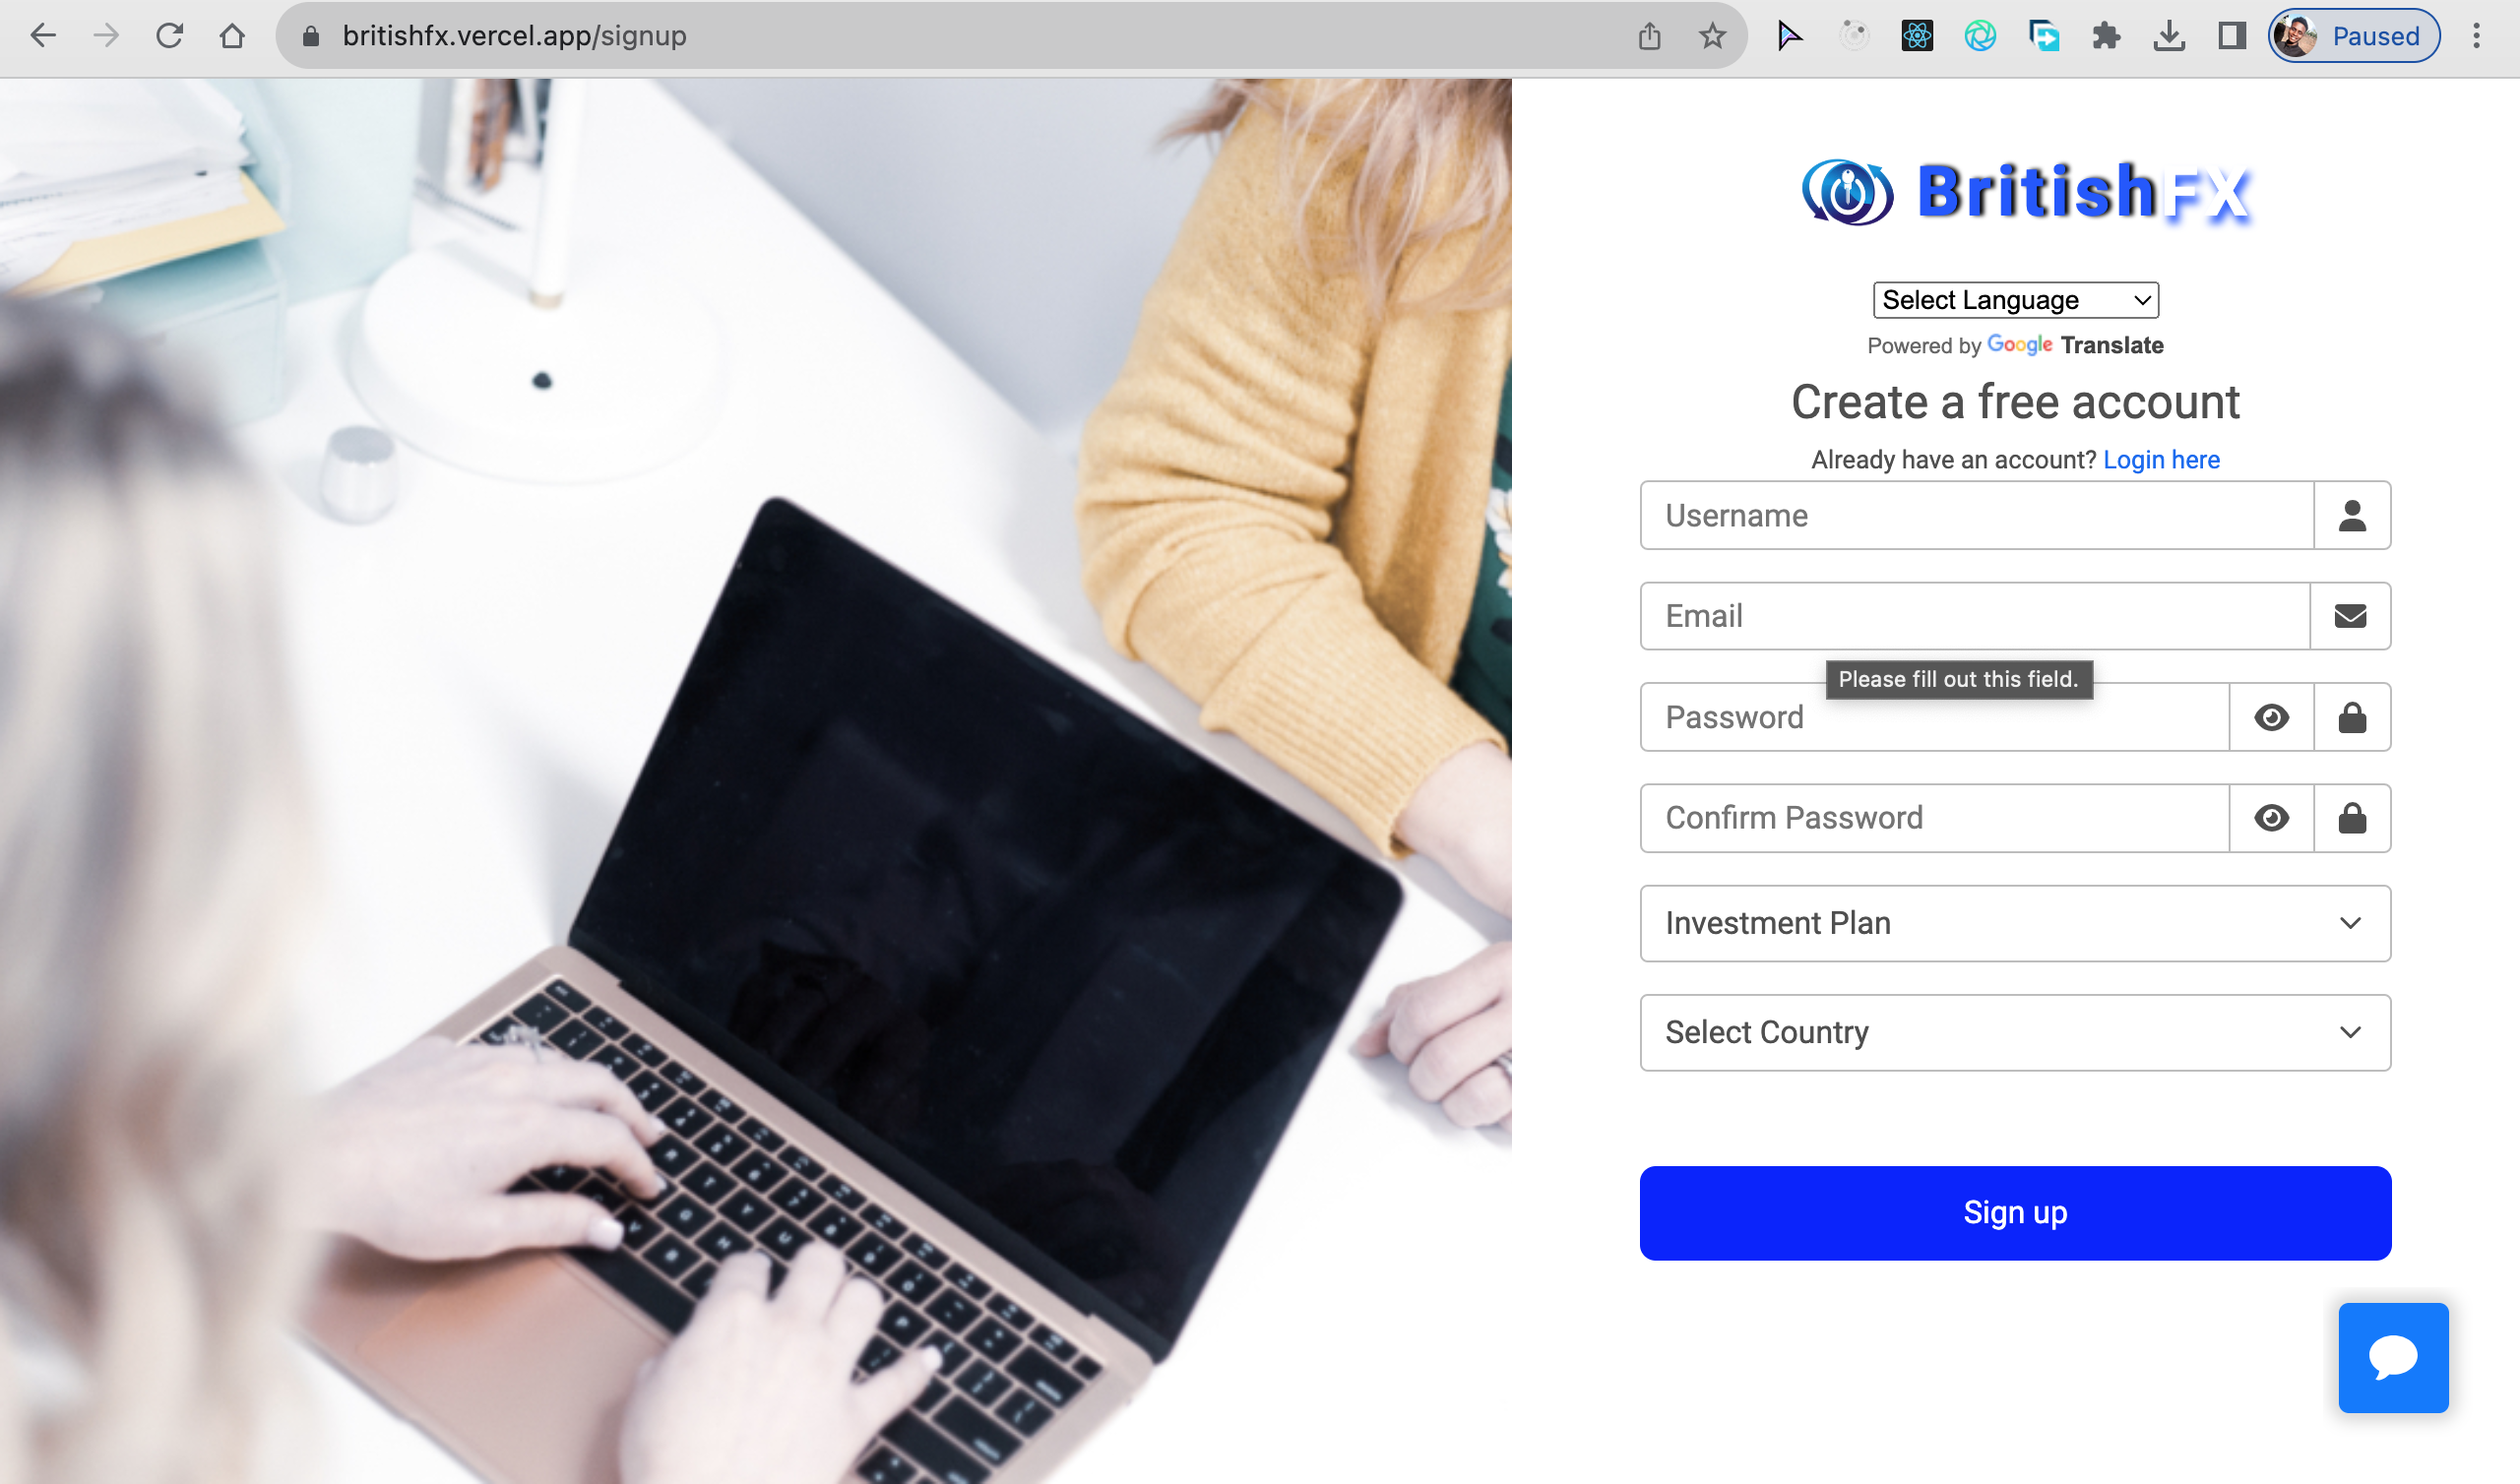 britishfx.vercel.app/signup
Paused
BritishFX
Select Language
Powered by Google Translate
Create a free account
Already have an account? Login here
Username
Email
Please fill out this field.
Password
Confirm Password
Investment Plan
Select Country
Sign up